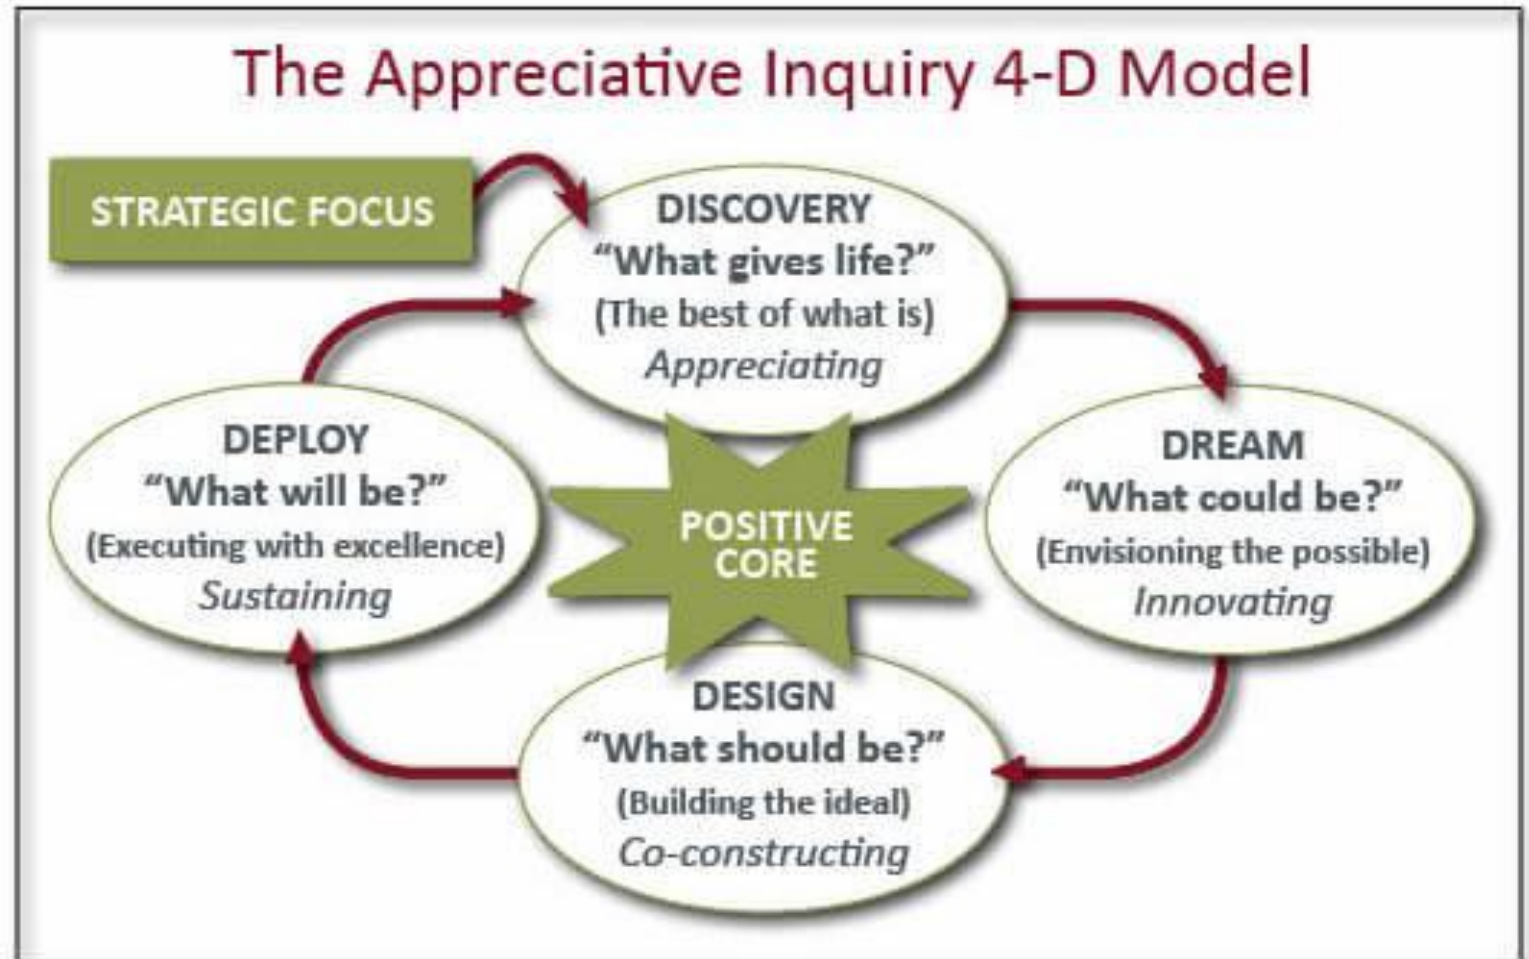 The Appreciative Inquiry 4-D Model
STRATEGIC FOCUS
DISCOVERY
“What gives life?”
(The best of what is)
Appreciating
DREAM
“What could be?”
(Envisioning the possible)
Innovating
DESIGN
“What should be?”
(Building the ideal)
Co-constructing
DEPLOY
“What will be?”
(Executing with excellence)
Sustaining
POSITIVE
CORE